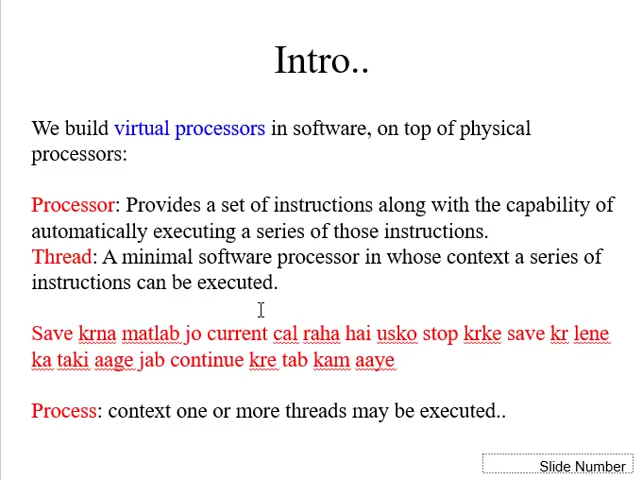 Intro..
We build virtual processors in software, on top of physical
processors:
Processor: Provides a set of instructions along with the capability of
automatically executing a series of those instructions.
Thread: A minimal software processor in whose context a series of
instructions can be executed.
Save krna matlab jo current cal raha hai usko stop krke save kr lene
ka taki aage jab continue kre tab kam aaye
Process: context one or more threads may be executed..
Slide Number